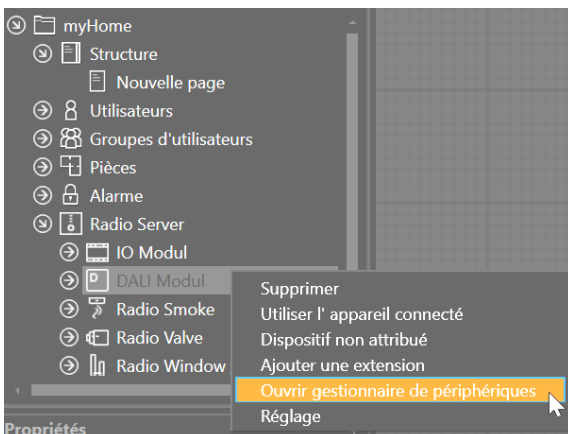 myHome
Structure
Nouvelle page
Utilisateurs
Groupes d'utilisateurs
Pièces
Alarme
Radio Server
IO Modul
D DALI Modul
Radio Smoke
Radio Valve
Radio Window
Supprimer
Utiliser l' appareil connecté
Dispositif non attribué
Ajouter une extension
Ouvrir gestionnaire de périphériques
Réglage
Propriétés